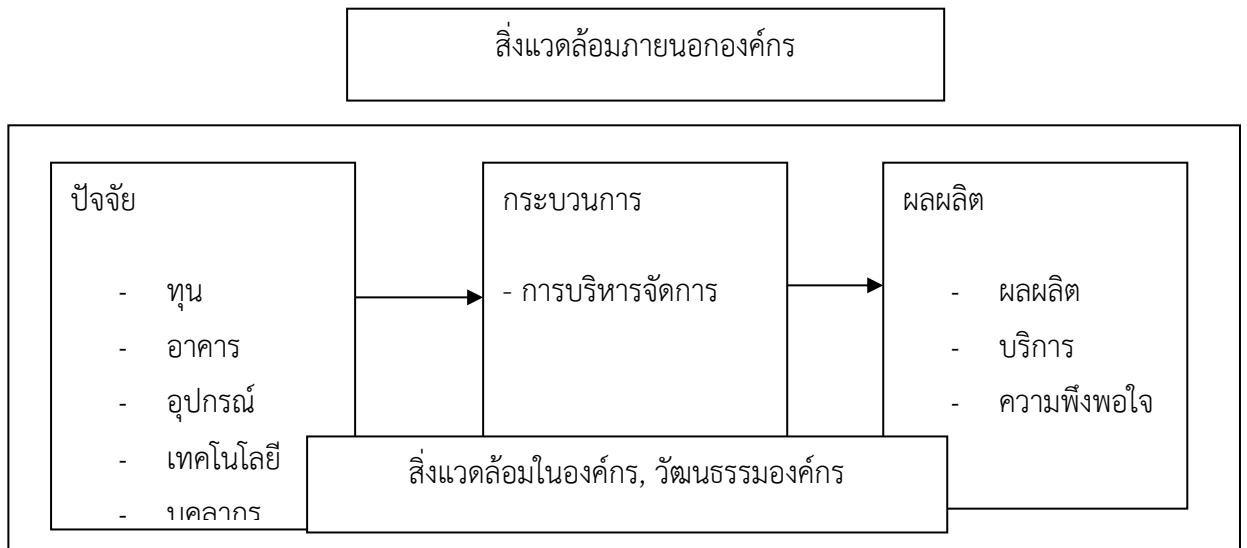 สิ่งแวดล้อมภายนอกองค์กร
ปัจจัย
- ทุน
- อาคาร
- อุปกรณ์
- เทคโนโลยี
- บุคลากร
กระบวนการ
- การบริหารจัดการ
ผลผลิต
- ผลผลิต
- บริการ
- ความพึงพอใจ
สิ่งแวดล้อมในองค์กร, วัฒนธรรมองค์กร